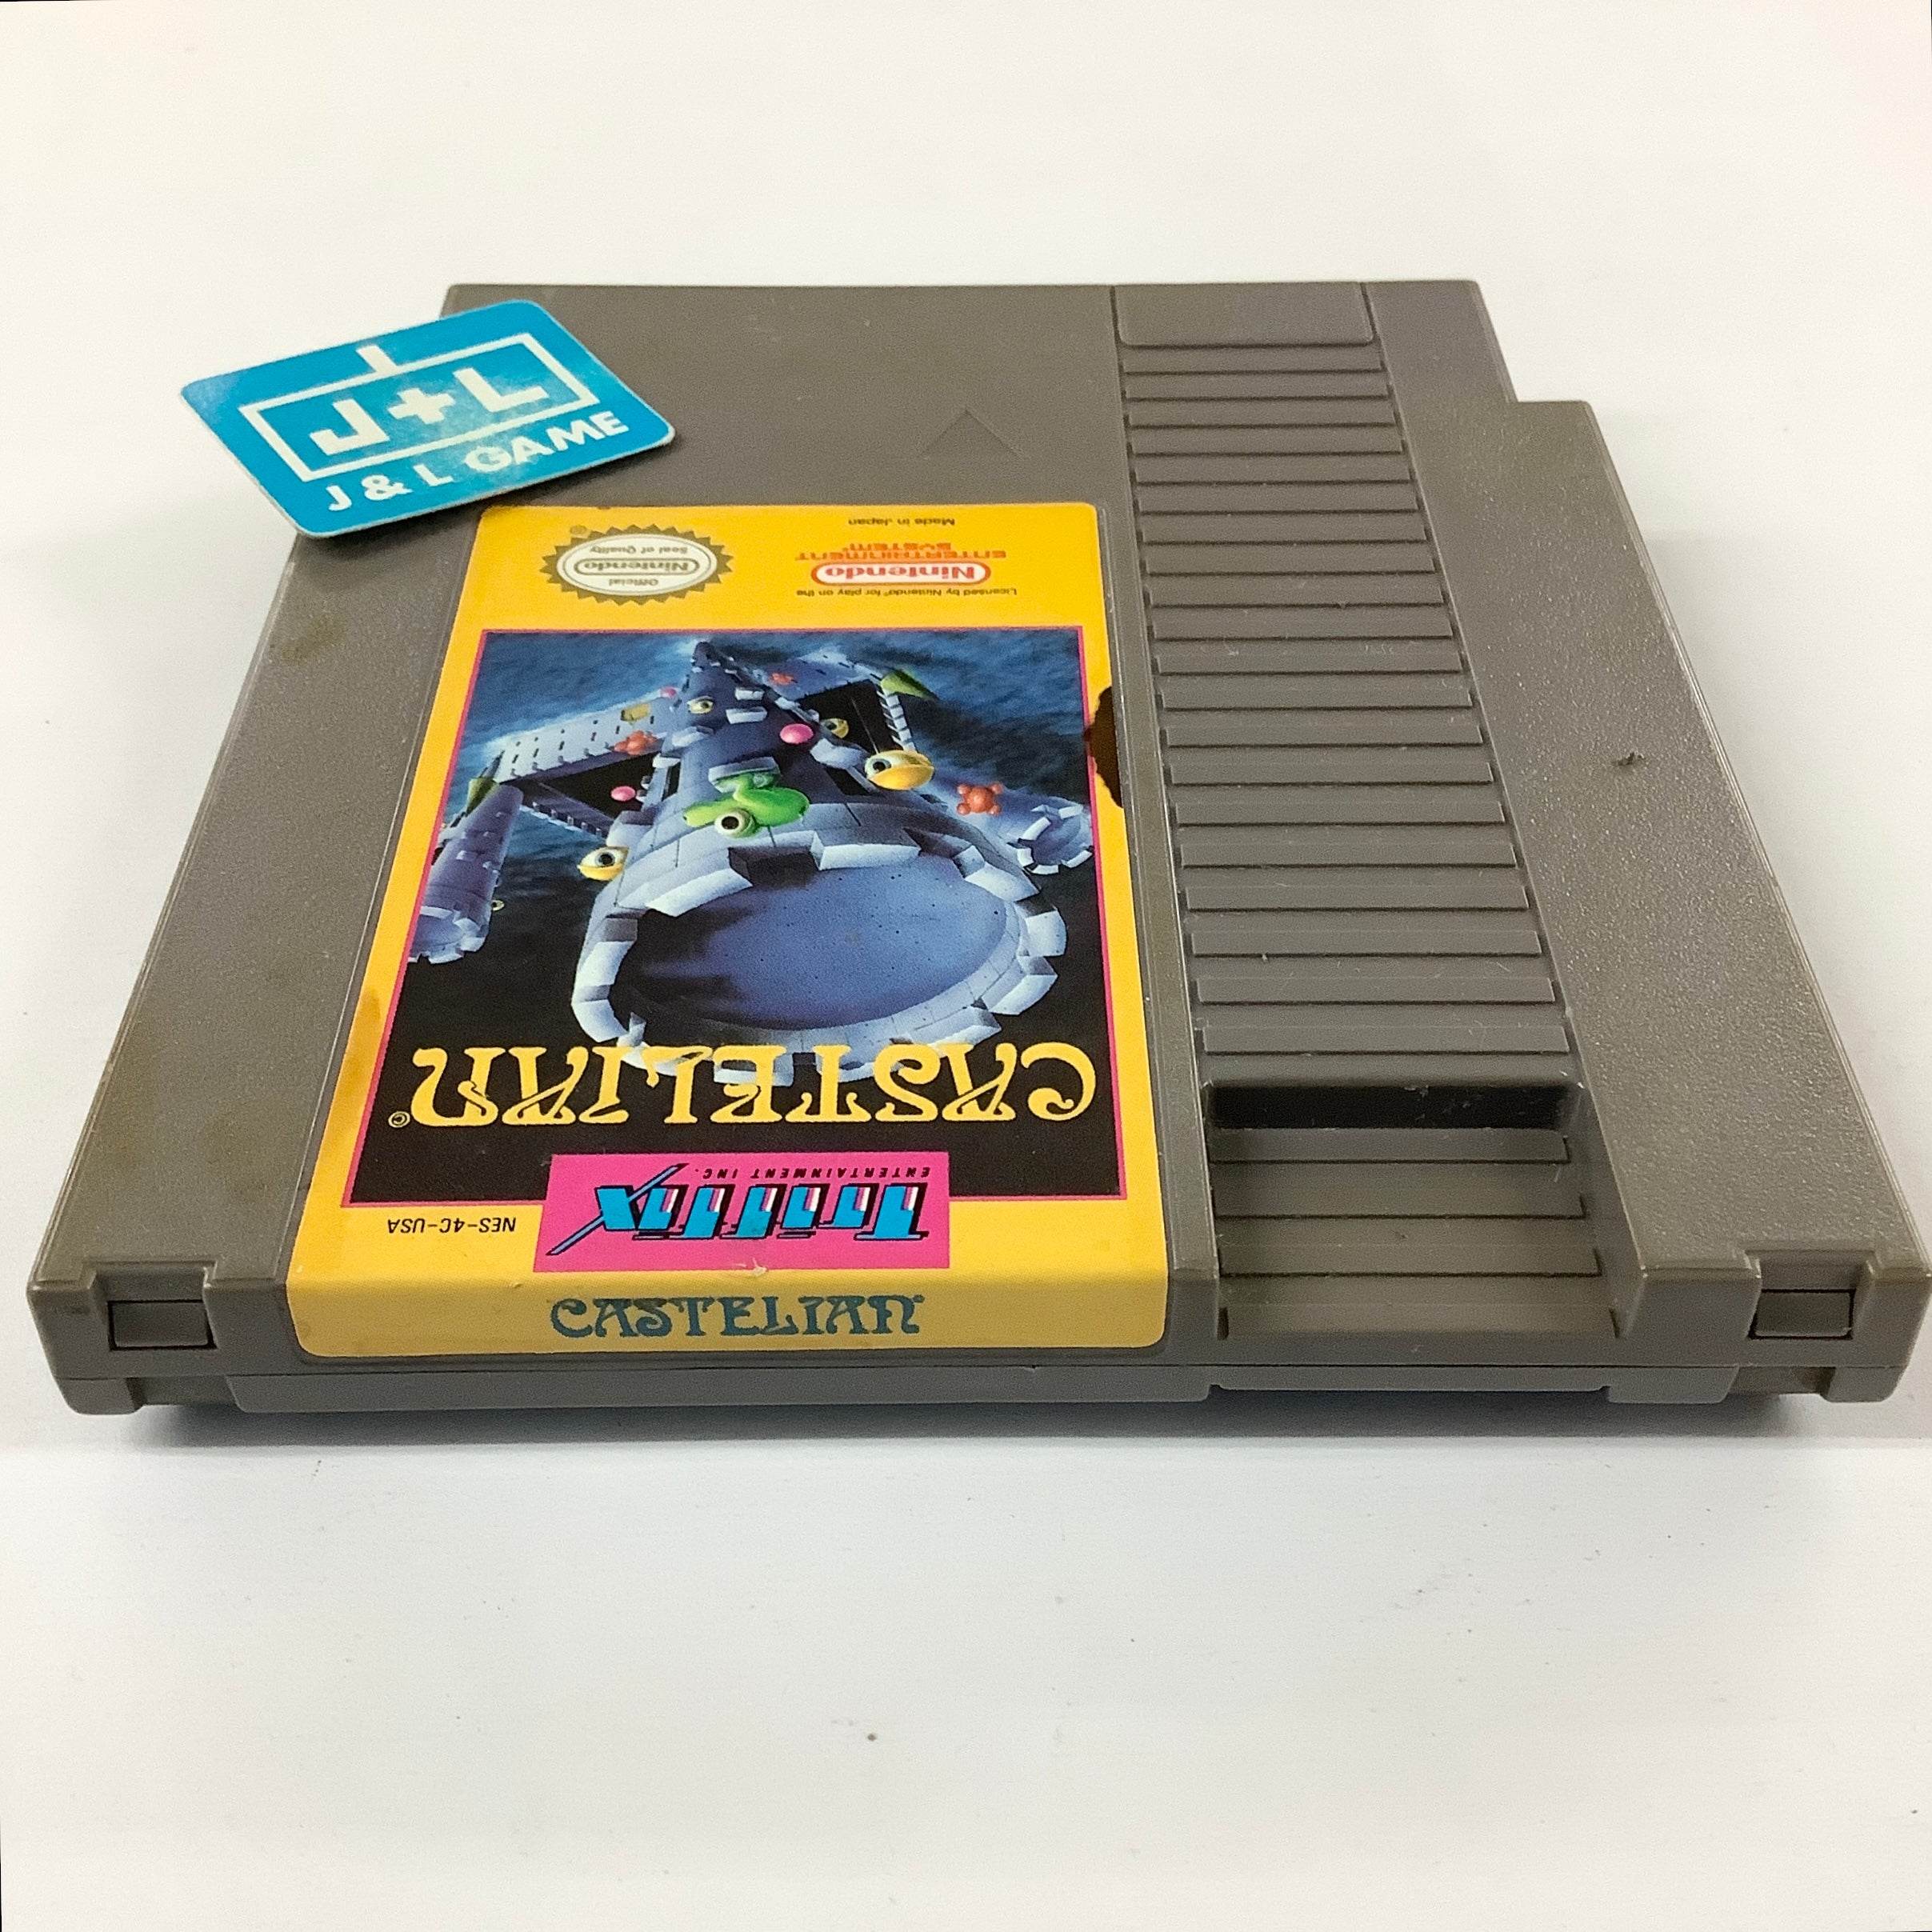 J+L
J & L GAME
CASTELIAN
NES-4C-USA
Triffix
ENTERTAINMENT INC.
CASTELIAN©
Licensed by Nintendo® for play on the
Nintendo
ENTERTAINMENT
SYSTEM®
Made in Japan
Official
Nintendo
Seal of Quality
®